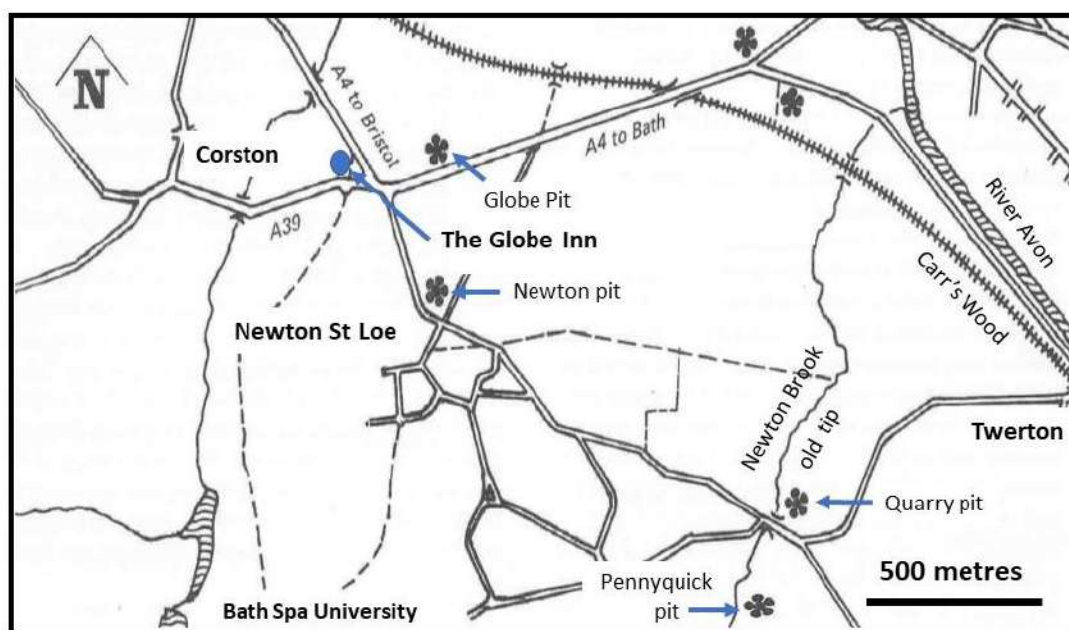 N
A4 to Bristol
Corston
A4 to Bath
Globe Pit
River Avon
A39
The Globe Inn
Carr's Wood
Newton pit
Newton St Loe
Newton Brook
old tip
Twerton
Quarry pit
500 metres
Pennyquick
pit
Bath Spa University